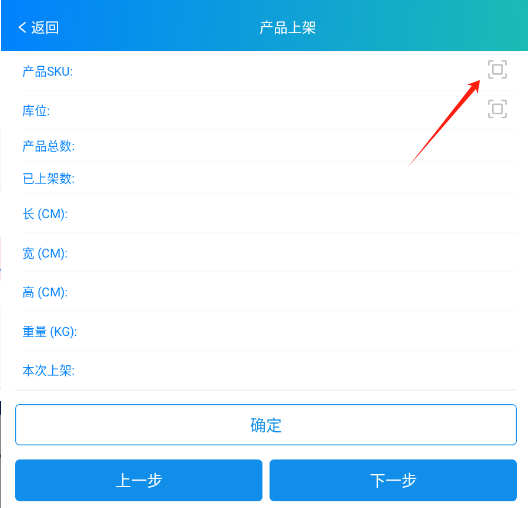 返回
产品上架
产品SKU:
库位:
产品总数:
已上架数:
长 (CM):
宽 (CM):
高 (CM):
重量 (KG):
本次上架:
确定
上一步
下一步